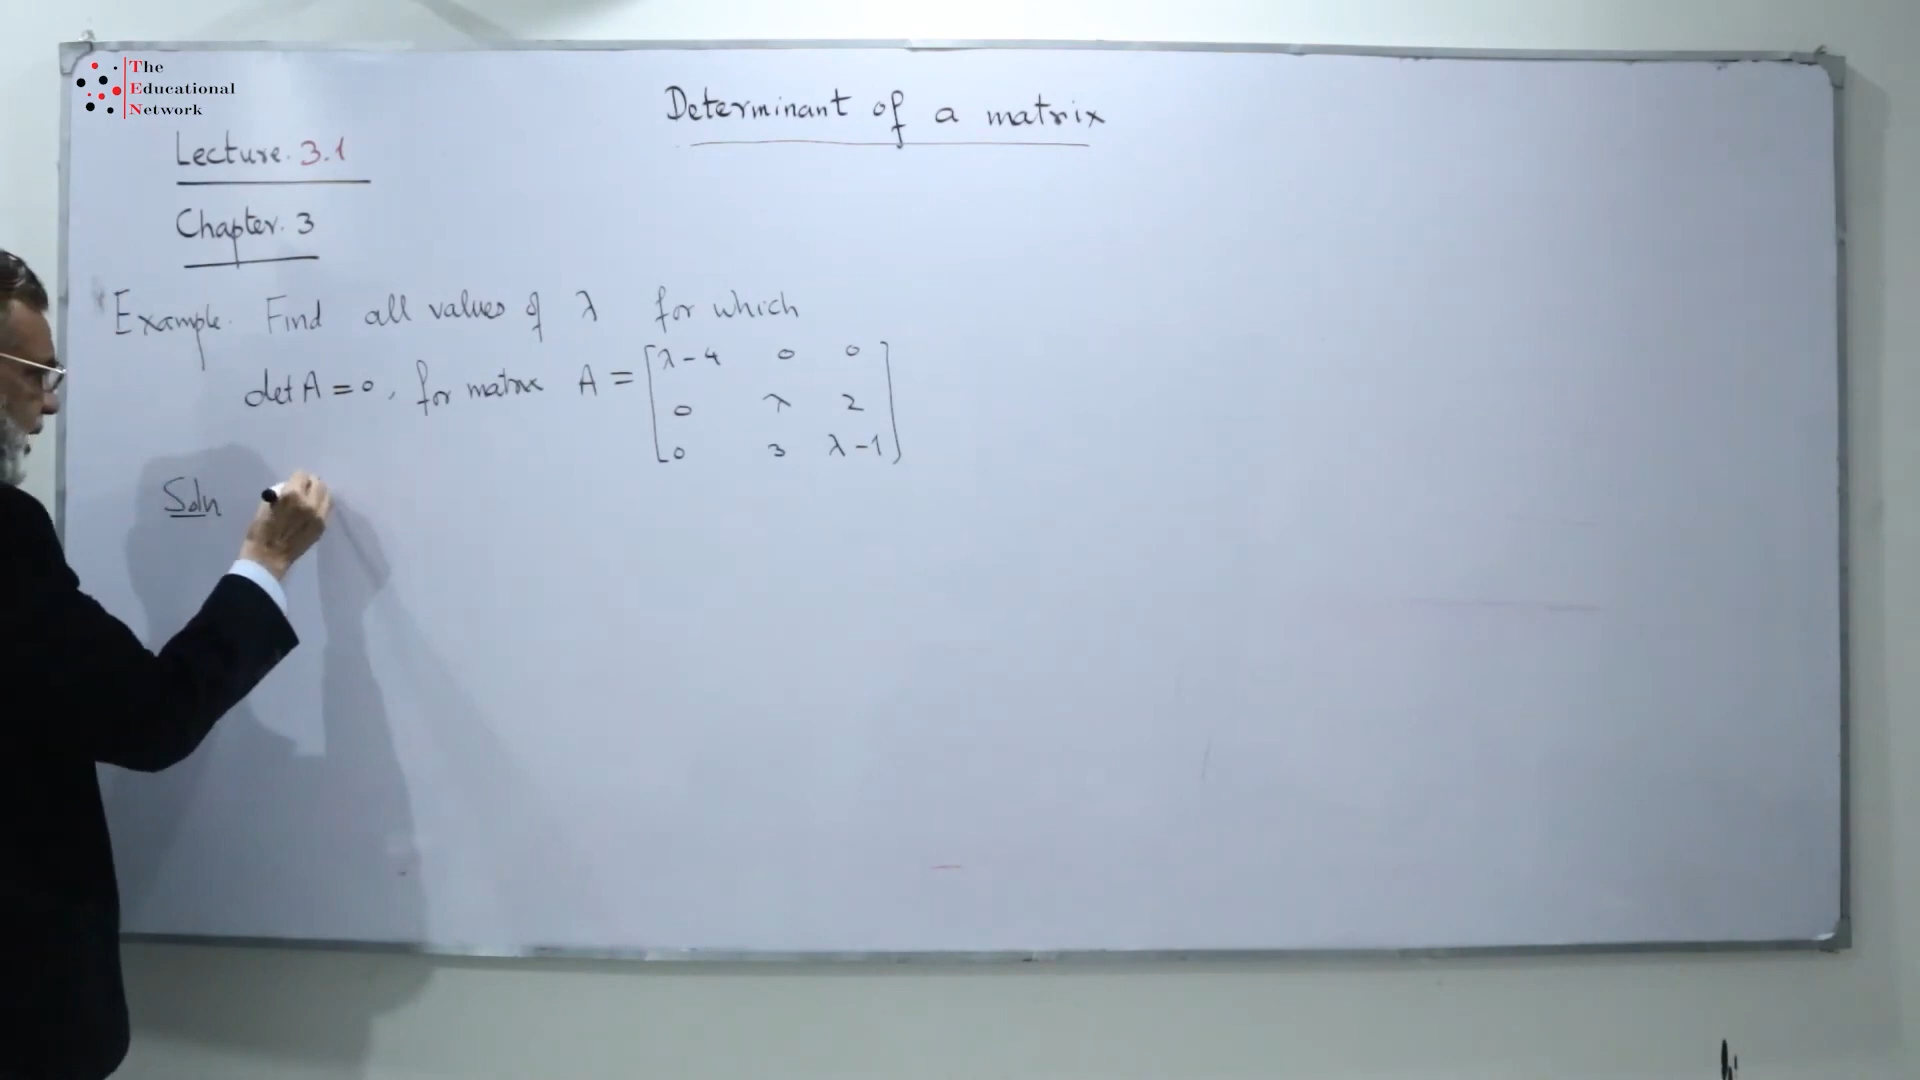 The
Educational
Network
Determinant of a matrix
Lecture. 3.1
Chapter. 3
Example. Find all values of λ for which
det A = 0, for matrix A = [λ-4 0 0
0 λ 2
0 3 λ-1]
Soln